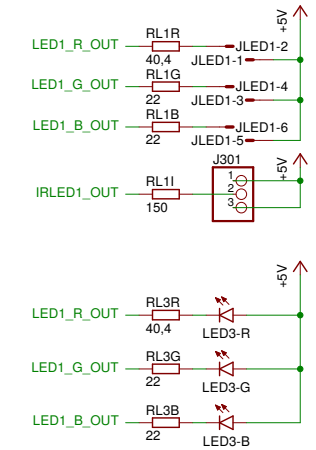 +5V
RL1R
LED1_R_OUT
JLED1-2
40,4
JLED1-1
RL1G
LED1_G_OUT
JLED1-4
22
JLED1-3
RL1B
LED1_B_OUT
JLED1-6
22
JLED1-5
J301
+5V
RL1I
1
IRLED1_OUT
2
150
3
+5V
RL3R
LED1_R_OUT
40,4
LED3-R
RL3G
LED1_G_OUT
22
LED3-G
RL3B
LED1_B_OUT
22
LED3-B